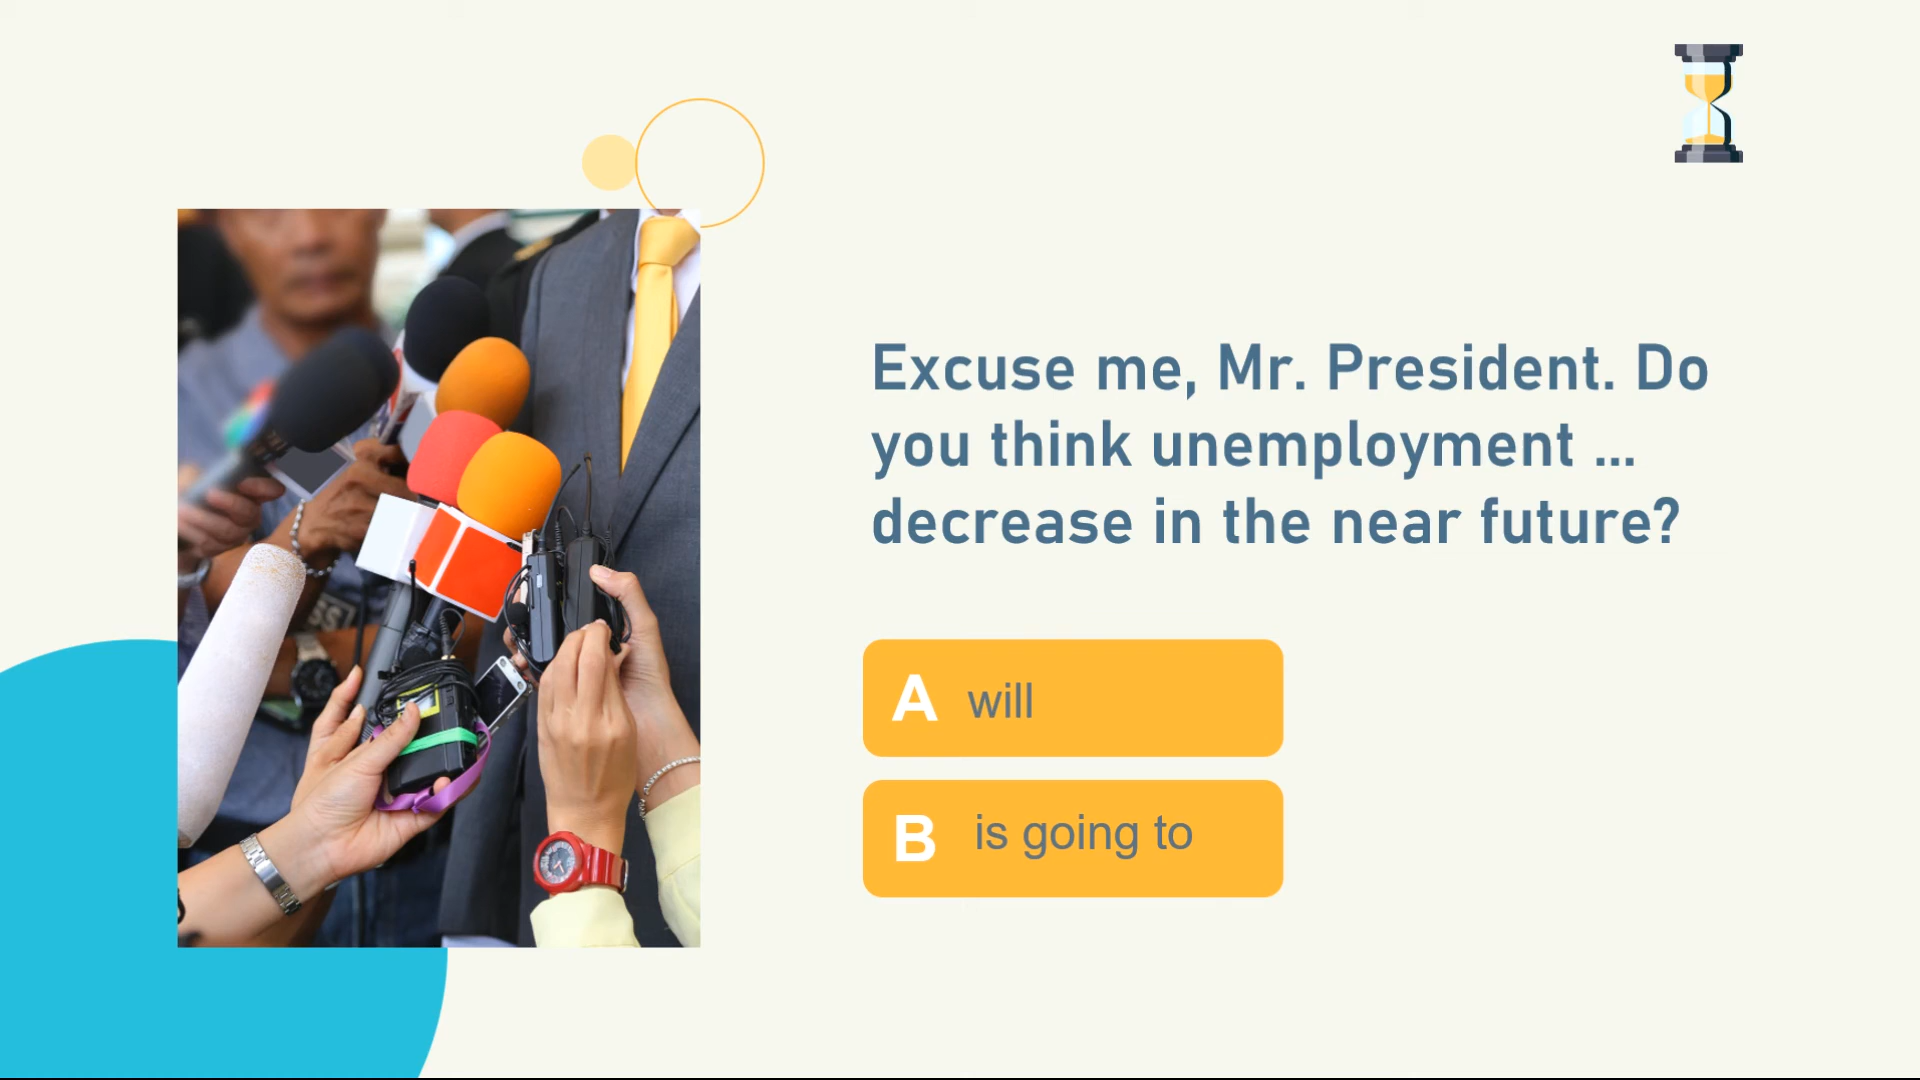 Excuse me, Mr. President. Do
you think unemployment ...
decrease in the near future?
A will
B is going to